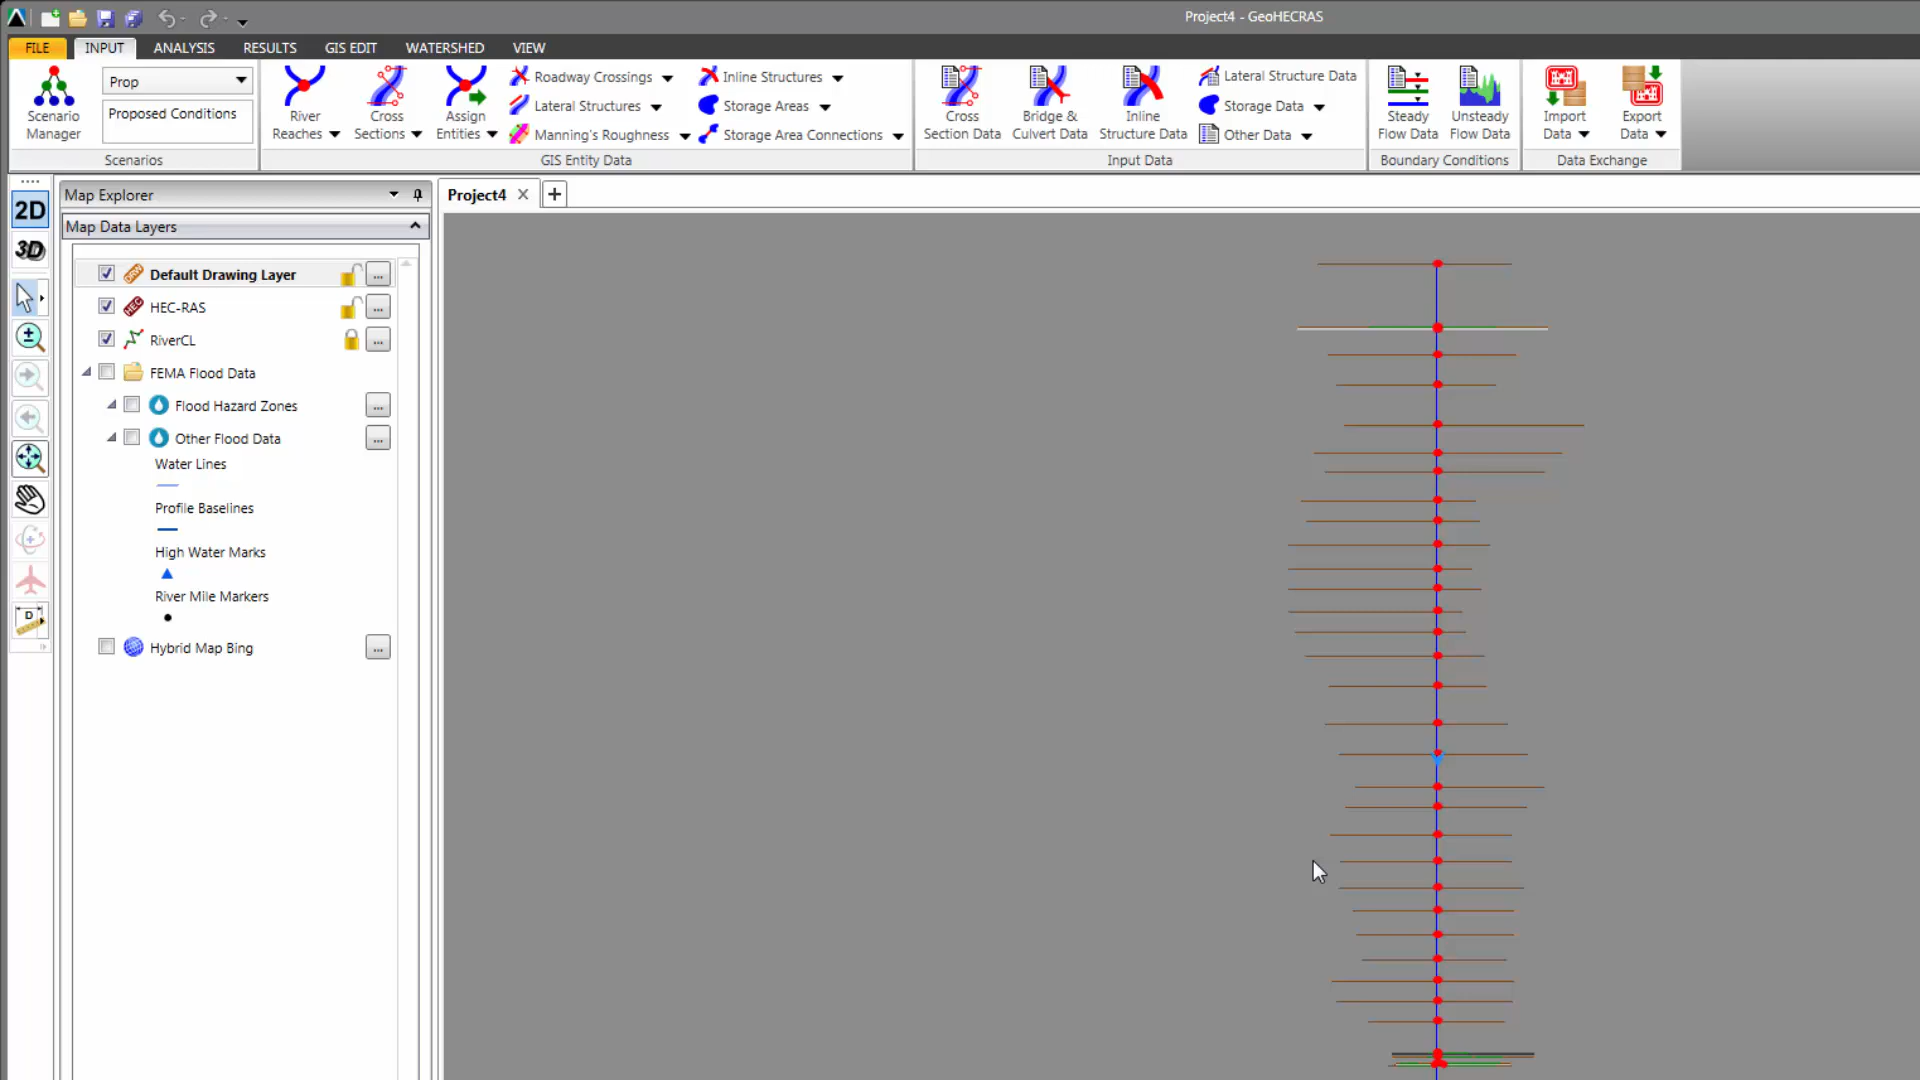 Project4 - GeoHECRAS
FILE INPUT ANALYSIS RESULTS GIS EDIT WATERSHED VIEW
Scenario Manager
Prop
Proposed Conditions
Scenarios
River Reaches
Cross Sections
Assign Entities
Roadway Crossings
Lateral Structures
Manning's Roughness
Inline Structures
Storage Areas
Storage Area Connections
GIS Entity Data
Cross Section Data
Bridge & Culvert Data
Inline Structure Data
Lateral Structure Data
Storage Data
Other Data
Input Data
Steady Flow Data
Unsteady Flow Data
Boundary Conditions
Import Data
Export Data
Data Exchange
2D
3D
D
Map Explorer
Map Data Layers
Default Drawing Layer ...
HEC-RAS ...
RiverCL ...
FEMA Flood Data
Flood Hazard Zones ...
Other Flood Data ...
Water Lines
Profile Baselines
High Water Marks
River Mile Markers
Hybrid Map Bing ...
Project4